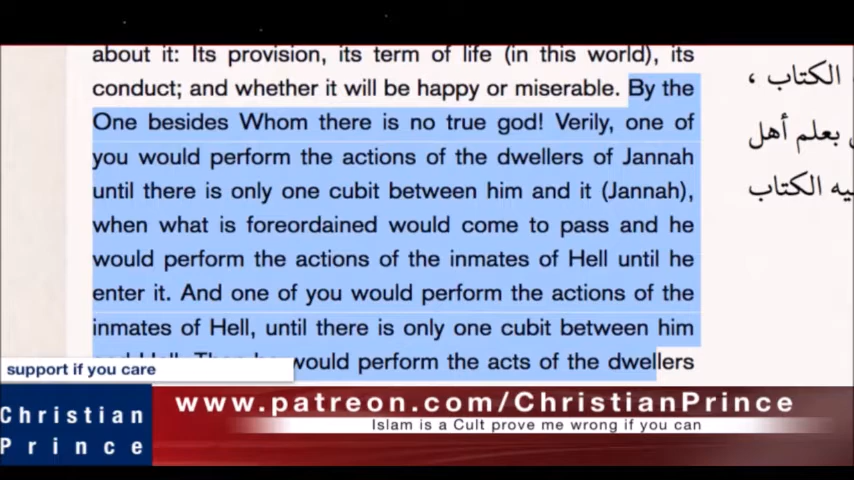 about it: Its provision, its term of life (in this world), its
conduct; and whether it will be happy or miserable. By the
One besides Whom there is no true god! Verily, one of
you would perform the actions of the dwellers of Jannah
until there is only one cubit between him and it (Jannah),
when what is foreordained would come to pass and he
would perform the actions of the inmates of Hell until he
enter it. And one of you would perform the actions of the
inmates of Hell, until there is only one cubit between him
would perform the acts of the dwellers
الكتاب ،
بعلم أهل
الكتاب
support if you care
Christian
Prince
www.patreon.com/ChristianPrince
Islam is a Cult prove me wrong if you can